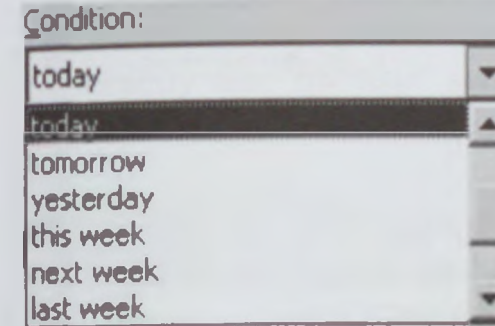 Condition:
today
today
tomorrow
yesterday
this week
next week
last week